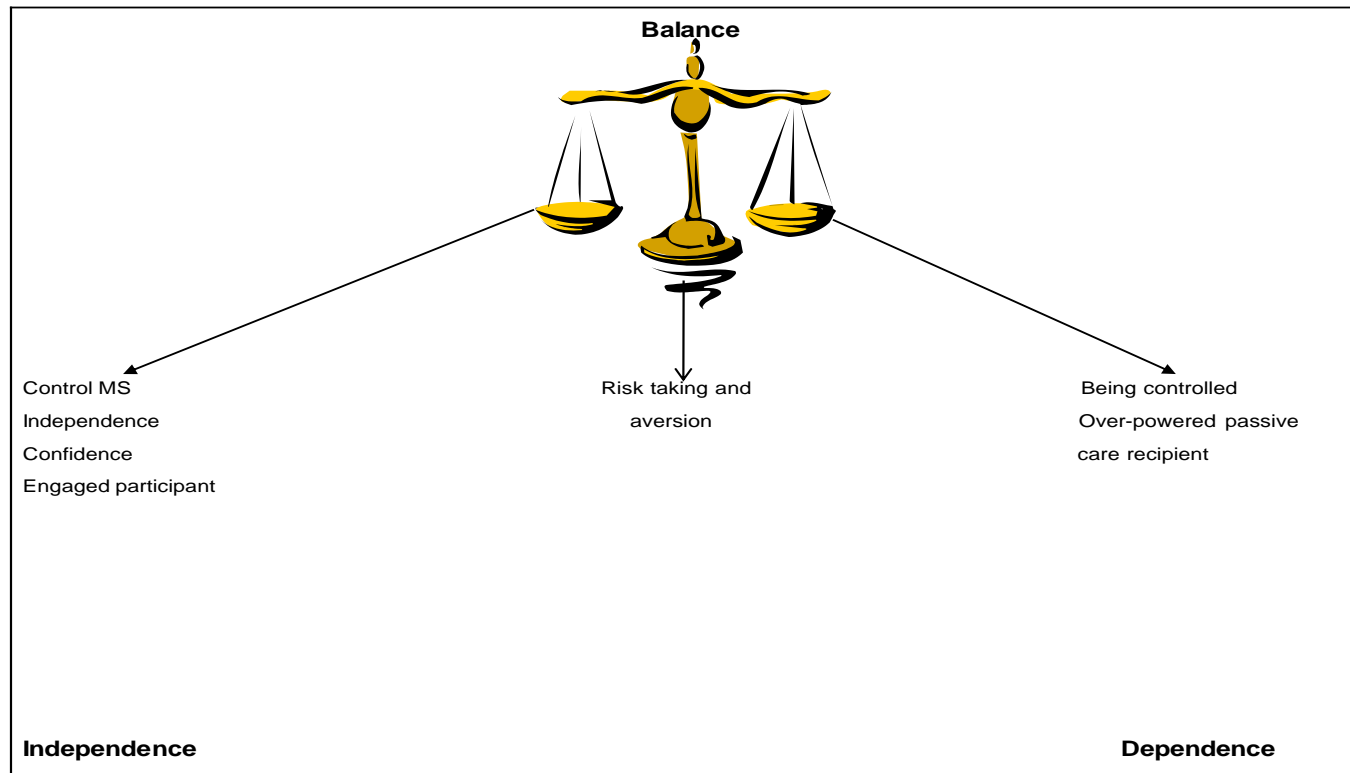 Balance
Control MS
Independence
Confidence
Engaged participant
Risk taking and
aversion
Being controlled
Over-powered passive
care recipient
Independence
Dependence